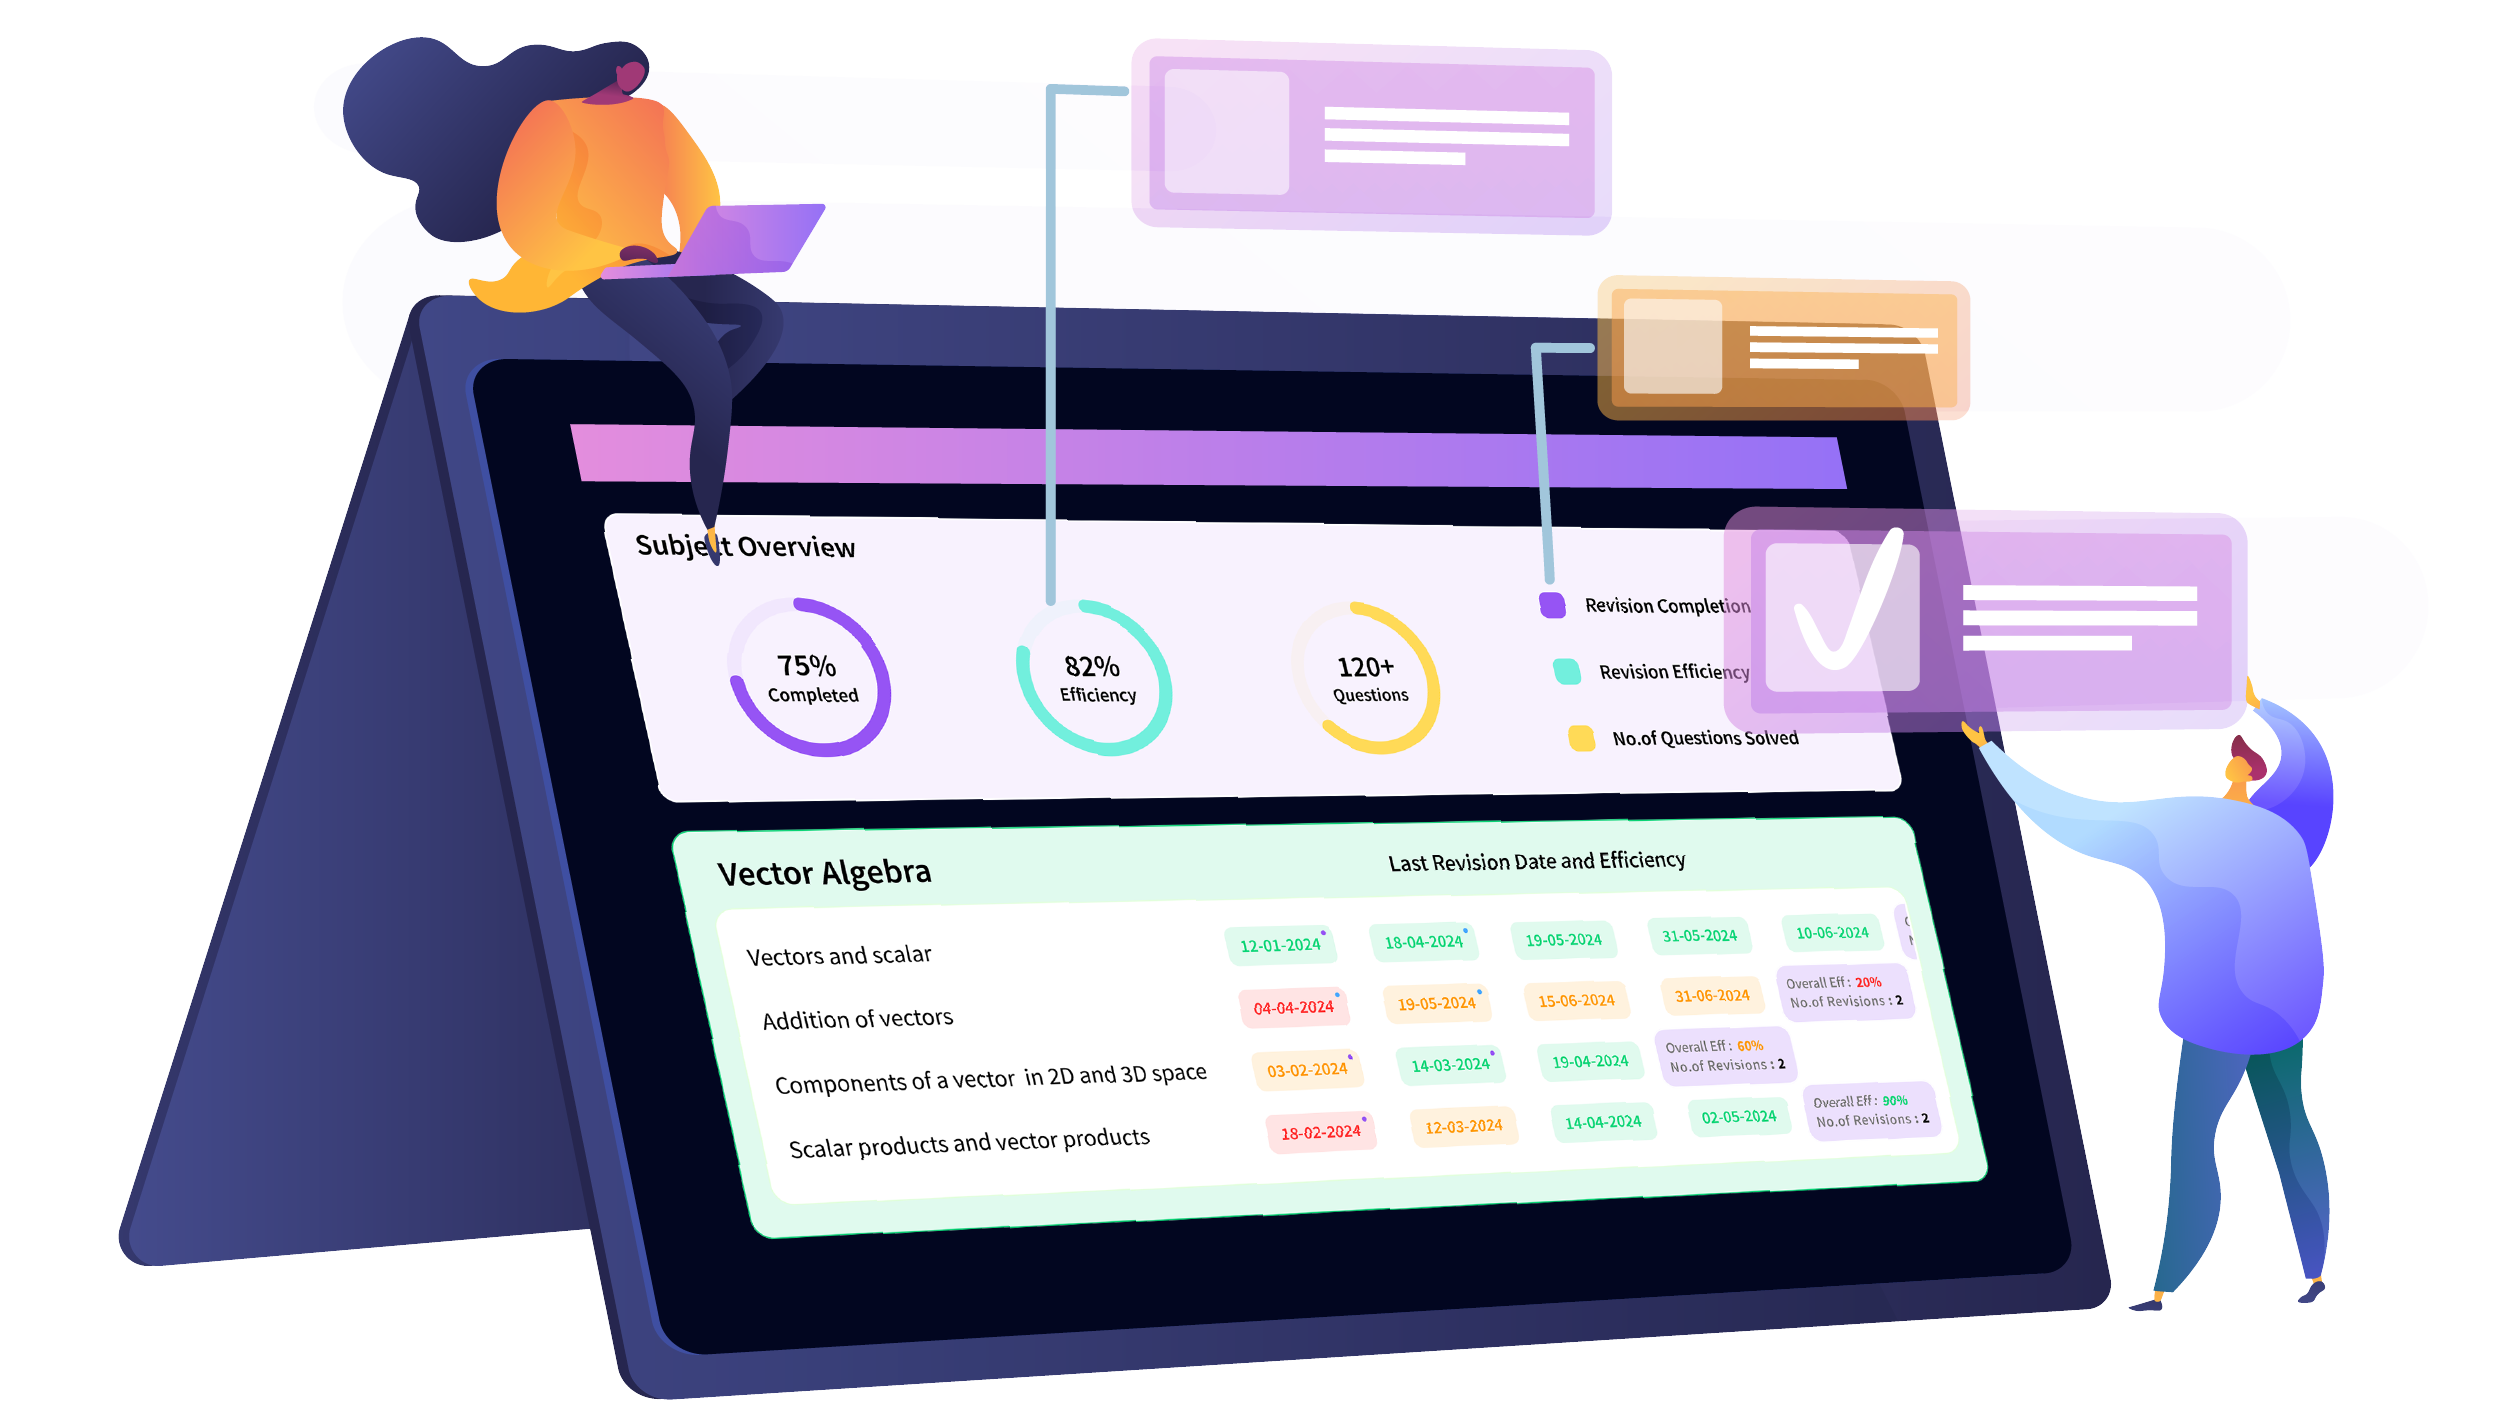 Subject Overview
75%
Completed
82%
Efficiency
120+
Questions
Revision Completion
Revision Efficiency
No.of Questions Solved
Vector Algebra
Last Revision Date and Efficiency
Vectors and scalar 12-01-2024 18-04-2024 19-05-2024 31-05-2024 10-06-2024
Addition of vectors 04-04-2024 19-05-2024 15-06-2024 31-06-2024
Overall Eff : 20%
No.of Revisions : 2
Components of a vector in 2D and 3D space 03-02-2024 14-03-2024 19-04-2024
Overall Eff : 60%
No.of Revisions : 2
Scalar products and vector products 18-02-2024 12-03-2024 14-04-2024 02-05-2024
Overall Eff : 90%
No.of Revisions : 2